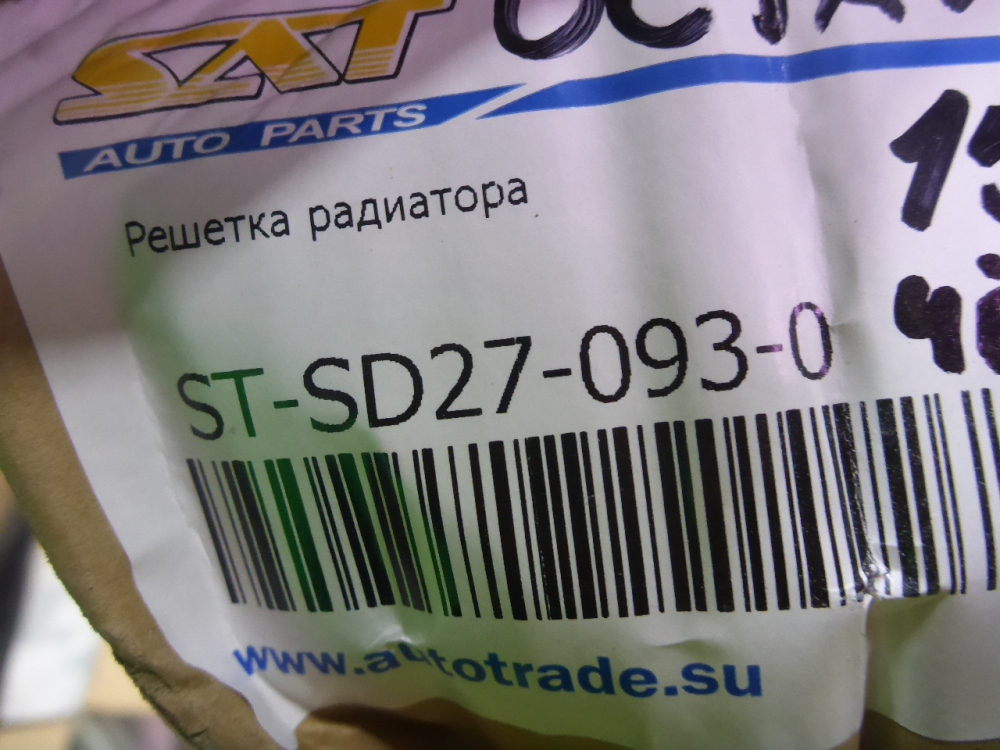 SAT
AUTO PARTS
Решетка радиатора
ST-SD27-093-0
www.autotrade.su